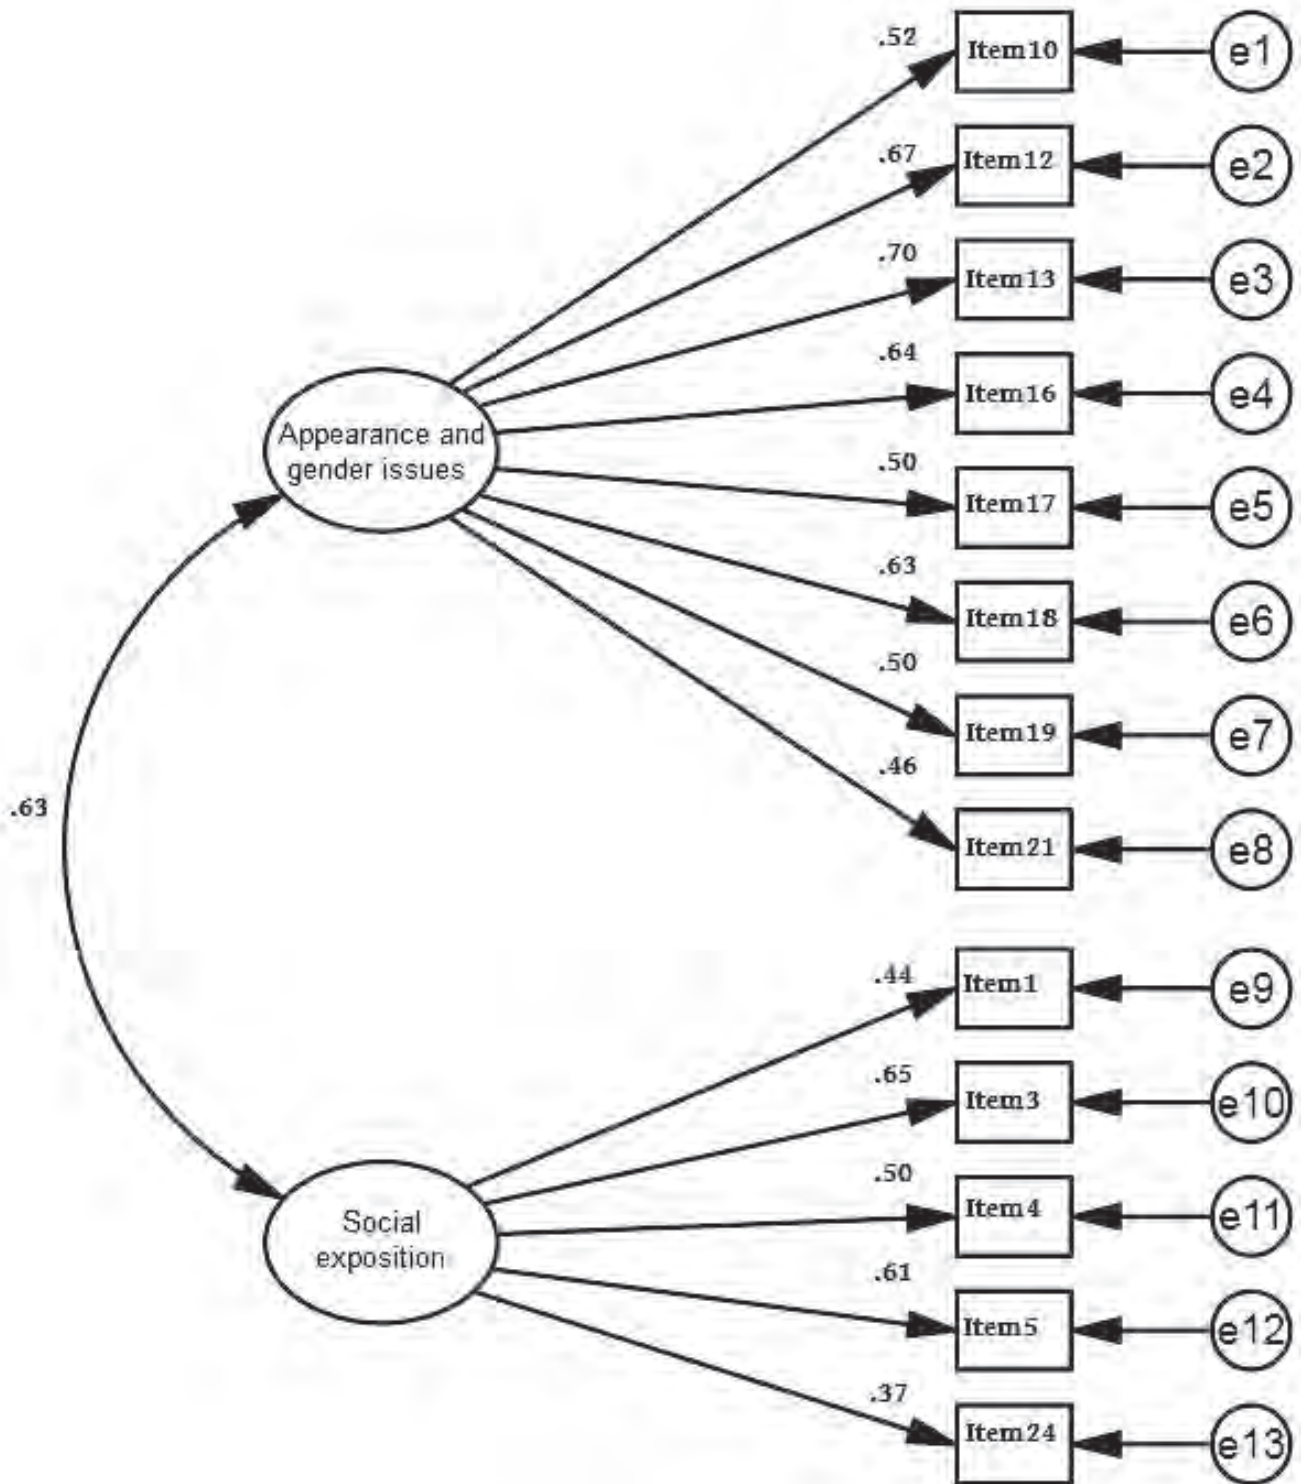 .52
Item10
e1
.67
Item12
e2
.70
Item13
e3
.64
Item16
e4
Appearance and
gender issues
.50
Item17
e5
.63
Item18
e6
.50
Item19
e7
.46
Item21
e8
.63
.44
Item1
e9
.65
Item3
e10
.50
Item4
e11
Social
exposition
.61
Item5
e12
.37
Item24
e13